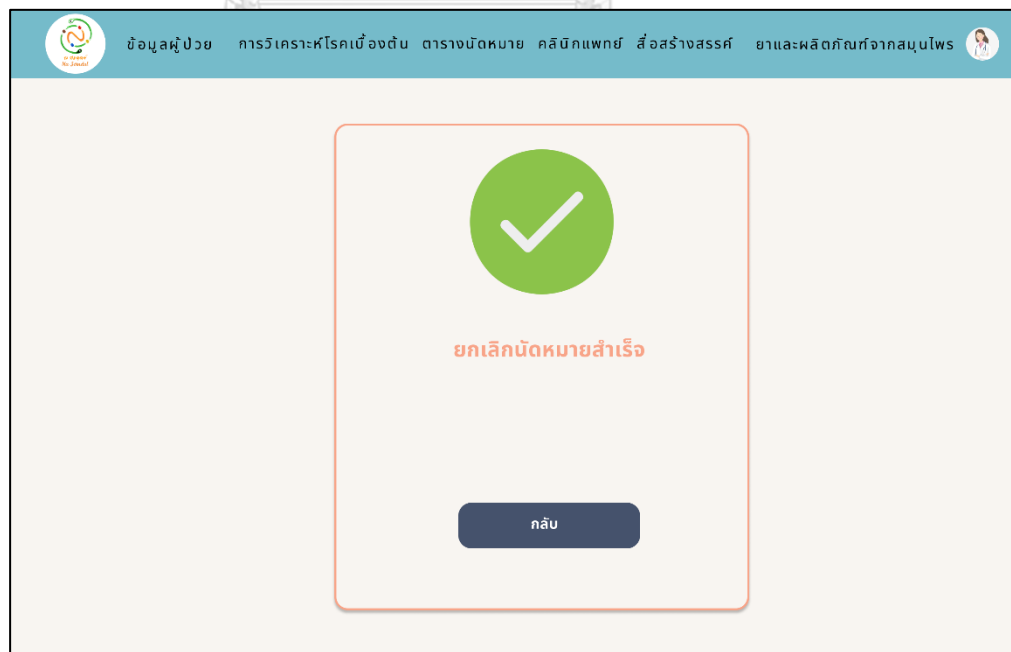 ข้อมูลผู้ป่วย การวิเคราะห์โรคเบื้องต้น ตารางนัดหมาย คลินิกแพทย์ สื่อสร้างสรรค์ ยาและผลิตภัณฑ์จากสมุนไพร
ยกเลิกนัดหมายสำเร็จ
กลับ